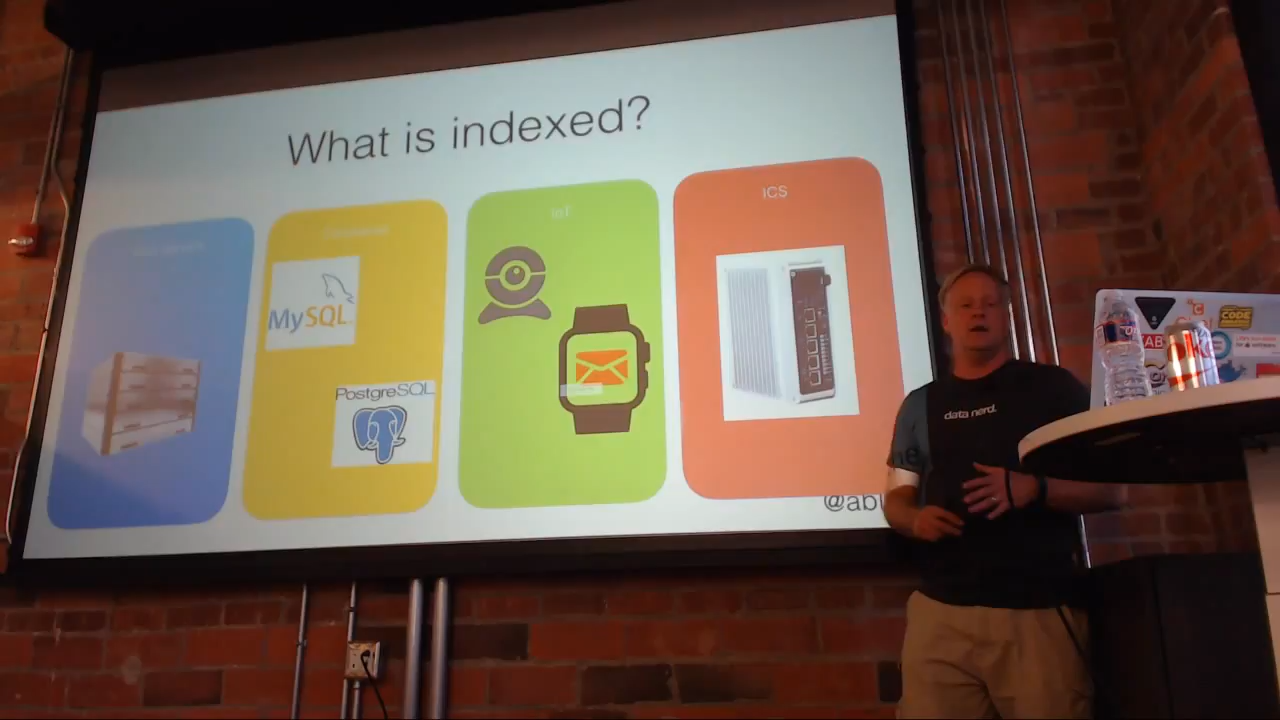 What is indexed?
IoT
ICS
MySQL
PostgreSQL
@abl
data nerd.
CODE